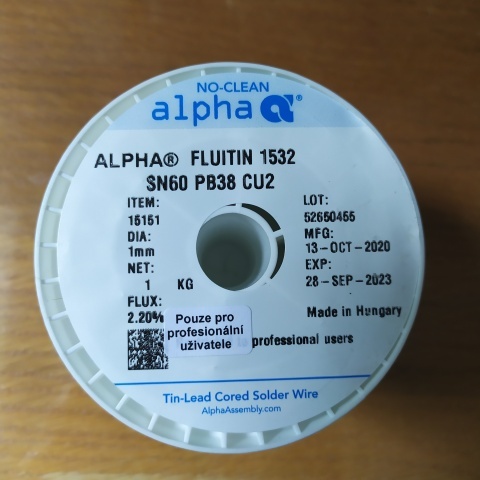 NO-CLEAN
alpha a®
ALPHA® FLUITIN 1532
SN60 PB38 CU2
ITEM:
15151
DIA:
1mm
NET:
1 KG
FLUX:
2.20%
LOT:
52650455
MFG:
13-OCT-2020
EXP:
28-SEP-2023
Made in Hungary
Pouze pro
profesionální
uživatele
professional users
Tin-Lead Cored Solder Wire
AlphaAssembly.com